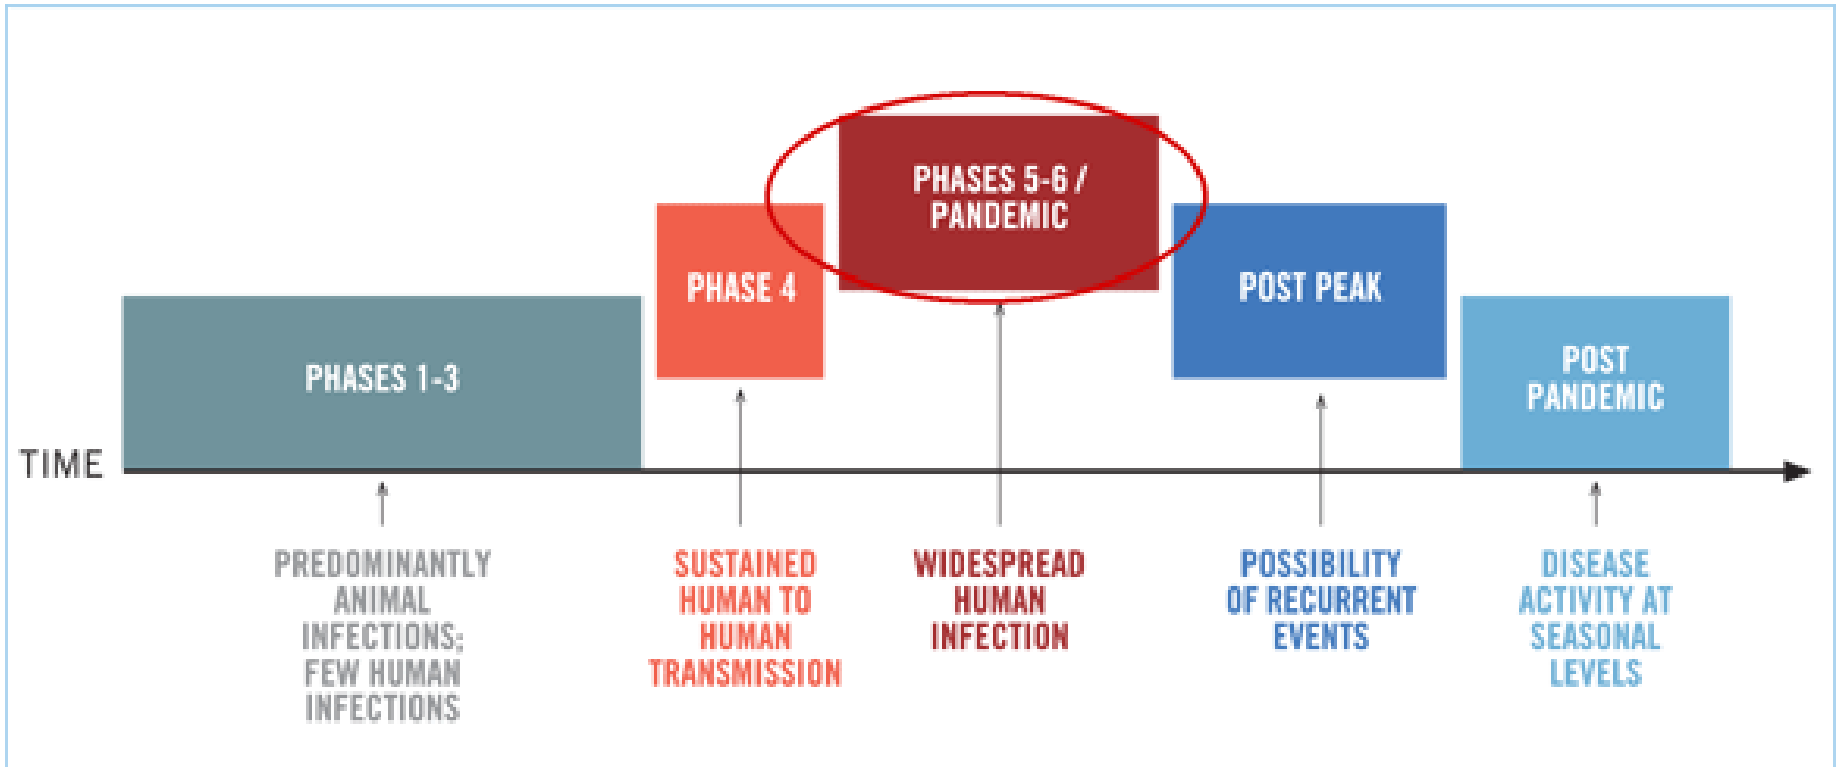 PHASES 5-6 /
PANDEMIC
PHASE 4
POST PEAK
PHASES 1-3
POST
PANDEMIC
TIME
PREDOMINANTLY
ANIMAL
INFECTIONS;
FEW HUMAN
INFECTIONS
SUSTAINED
HUMAN TO
HUMAN
TRANSMISSION
WIDESPREAD
HUMAN
INFECTION
POSSIBILITY
OF RECURRENT
EVENTS
DISEASE
ACTIVITY AT
SEASONAL
LEVELS